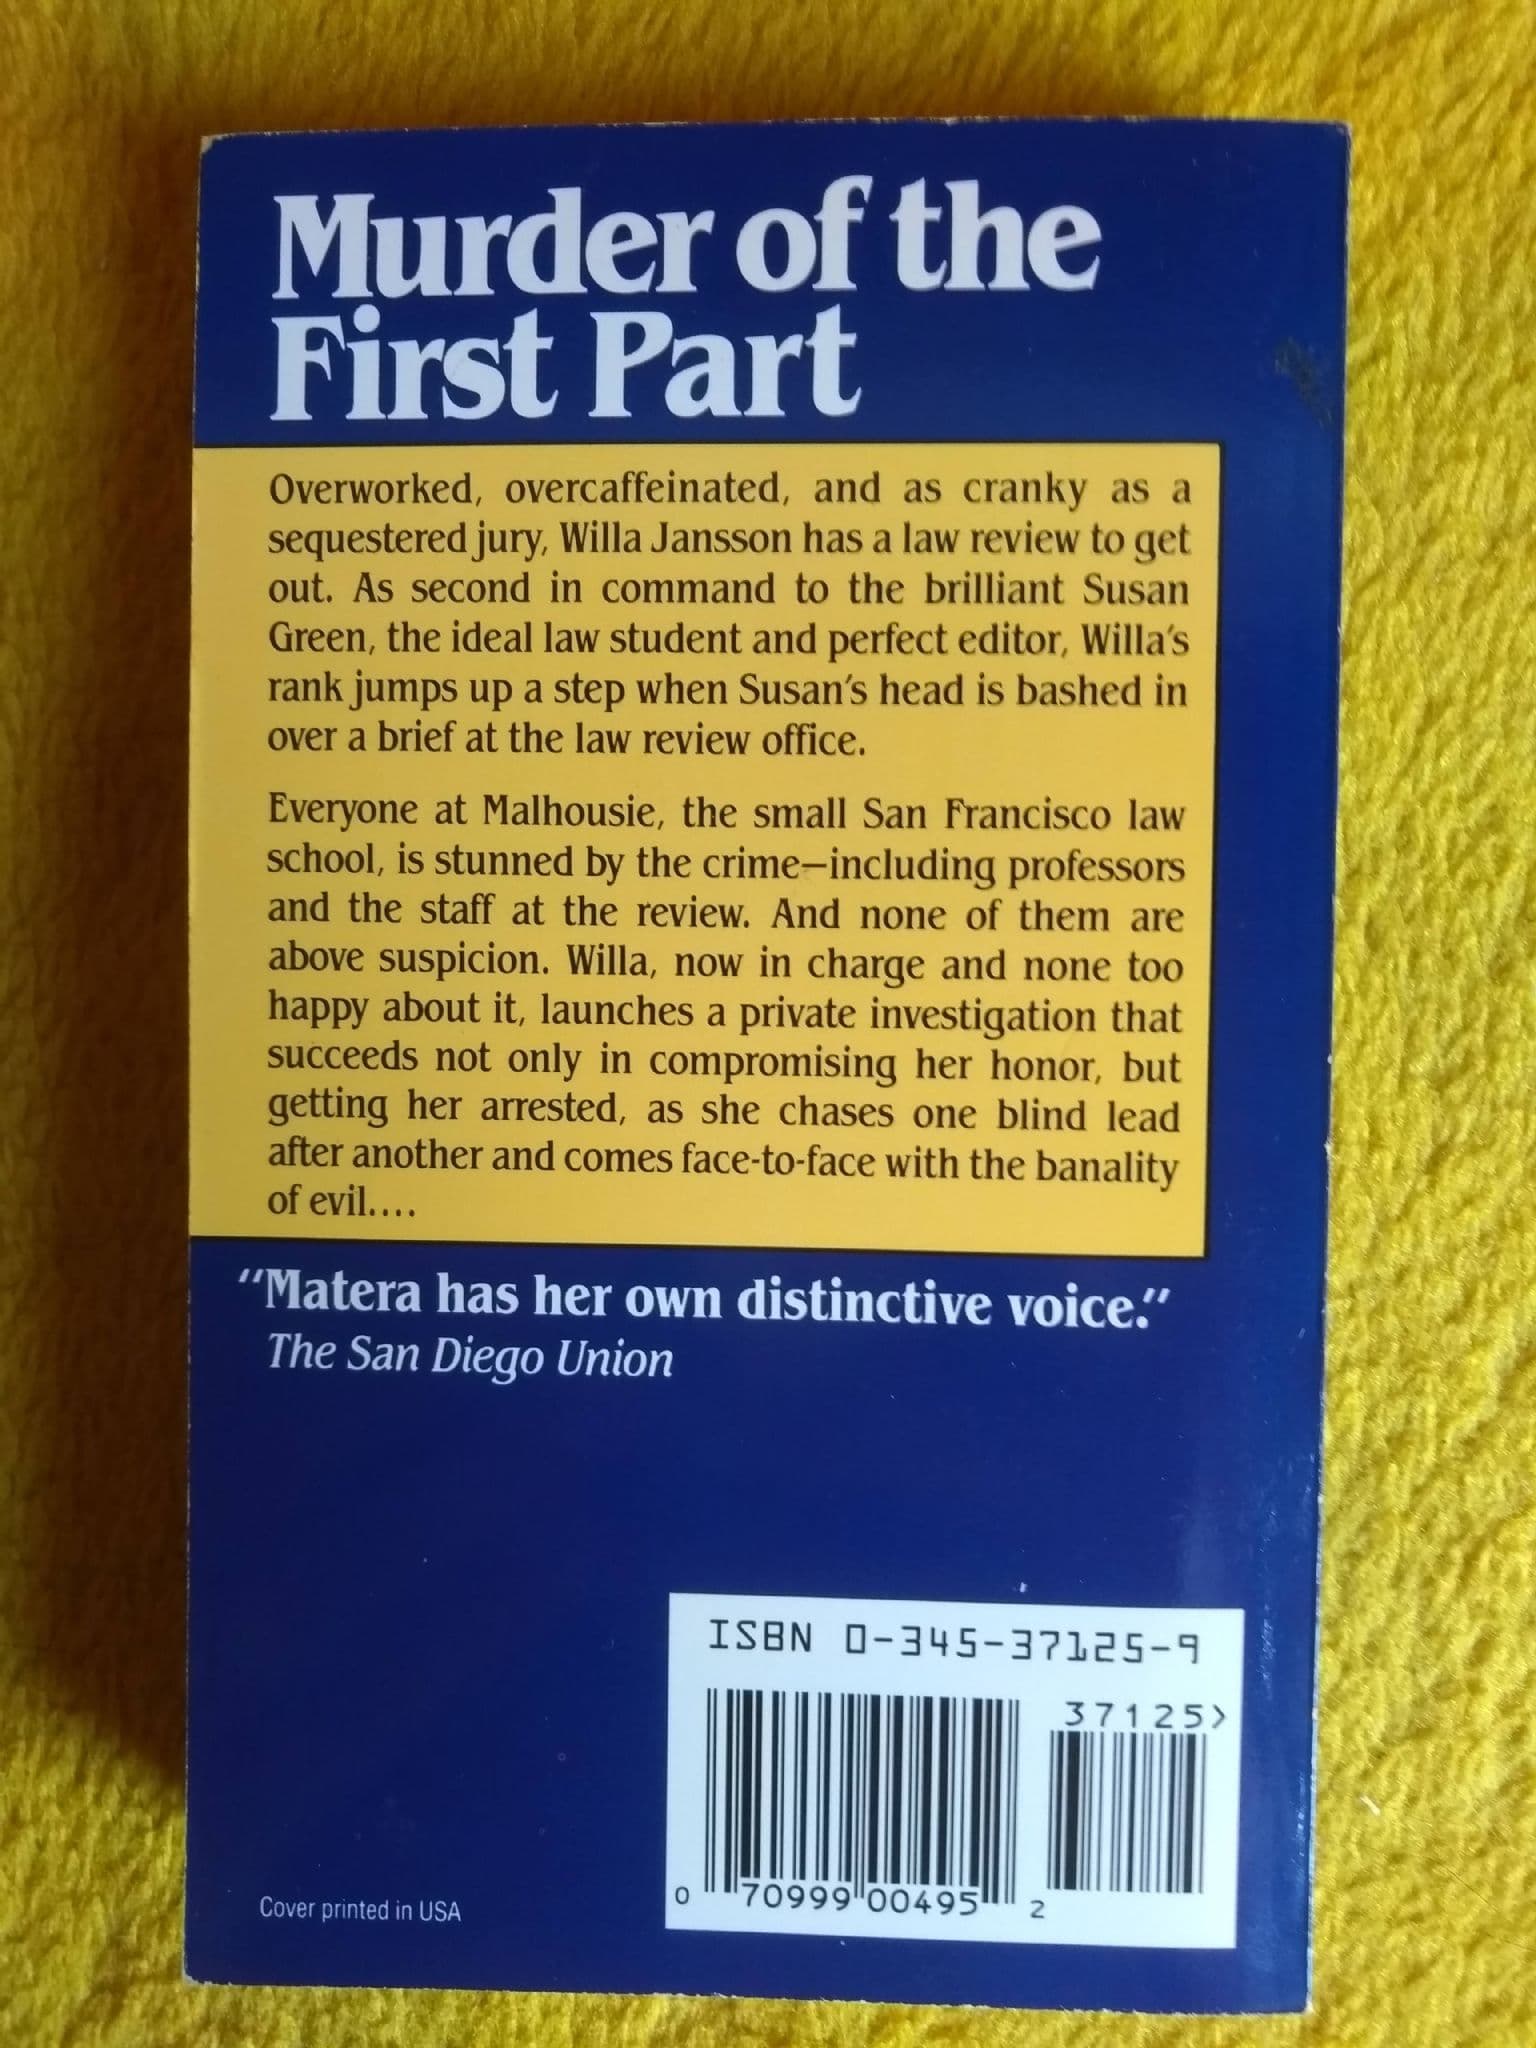 Murder of the
First Part
Overworked, overcaffeinated, and as cranky as a
sequestered jury, Willa Jansson has a law review to get
out. As second in command to the brilliant Susan
Green, the ideal law student and perfect editor, Willa's
rank jumps up a step when Susan's head is bashed in
over a brief at the law review office.
Everyone at Malhousie, the small San Francisco law
school, is stunned by the crime—including professors
and the staff at the review. And none of them are
above suspicion. Willa, now in charge and none too
happy about it, launches a private investigation that
succeeds not only in compromising her honor, but
getting her arrested, as she chases one blind lead
after another and comes face-to-face with the banality
of evil....
"Matera has her own distinctive voice."
The San Diego Union
ISBN 0-345-37125-9
37125>
0 70999 00495 2
Cover printed in USA